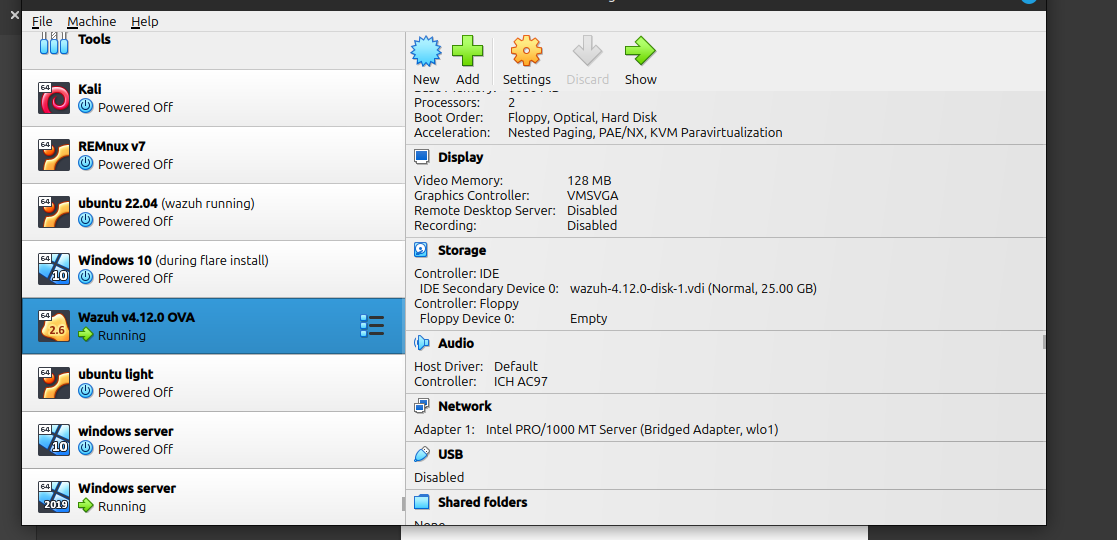 File Machine Help
Tools
64
Kali
Powered Off
64
REMnux v7
Powered Off
64
ubuntu 22.04 (wazuh running)
Powered Off
64
10
Windows 10 (during flare install)
Powered Off
64
2.6
Wazuh v4.12.0 OVA
Running
64
ubuntu light
Powered Off
64
10
windows server
Powered Off
64
2019
Windows server
Running
New Add Settings Discard Show
Processors: 2
Boot Order: Floppy, Optical, Hard Disk
Acceleration: Nested Paging, PAE/NX, KVM Paravirtualization
Display
Video Memory: 128 MB
Graphics Controller: VMSVGA
Remote Desktop Server: Disabled
Recording: Disabled
Storage
Controller: IDE
IDE Secondary Device 0: wazuh-4.12.0-disk-1.vdi (Normal, 25.00 GB)
Controller: Floppy
Floppy Device 0: Empty
Audio
Host Driver: Default
Controller: ICH AC97
Network
Adapter 1: Intel PRO/1000 MT Server (Bridged Adapter, wlo1)
USB
Disabled
Shared folders
None